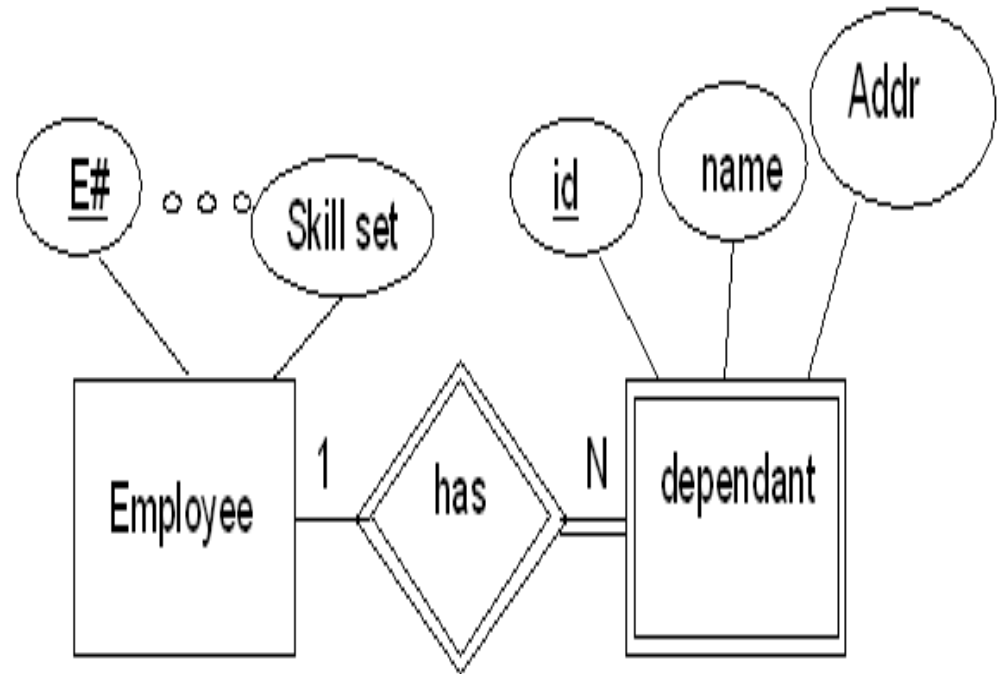 E#
Skill set
id
name
Addr
Employee
1
has
N
dependant